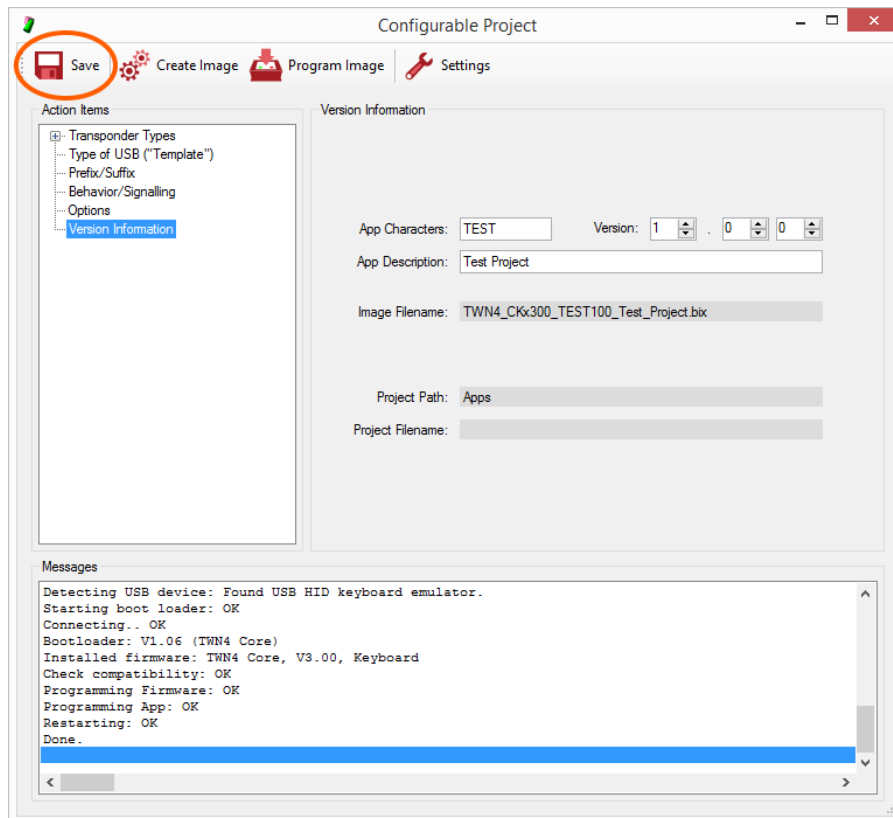 Configurable Project
Save Create Image Program Image Settings
Action Items
Transponder Types
Type of USB ("Template")
Prefix/Suffix
Behavior/Signalling
Options
Version Information
Version Information
App Characters: TEST Version: 1 . 0 0
App Description: Test Project
Image Filename: TWN4_CKx300_TEST100_Test_Project.bix
Project Path: Apps
Project Filename:
Messages
Detecting USB device: Found USB HID keyboard emulator.
Starting boot loader: OK
Connecting.. OK
Bootloader: V1.06 (TWN4 Core)
Installed firmware: TWN4 Core, V3.00, Keyboard
Check compatibility: OK
Programming Firmware: OK
Programming App: OK
Restarting: OK
Done.